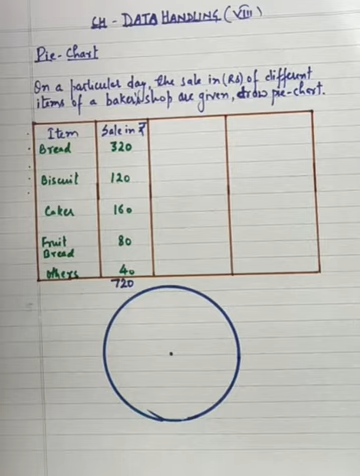 CH - DATA HANDLING (VIII)
Pie - Chart
On a particular day, the sale in (Rs) of different
items of a baker's shop are given, draw pie-chart.
Item Sale in ₹
Bread 320
Biscuit 120
Cakes 160
Fruit Bread 80
Others 40
720